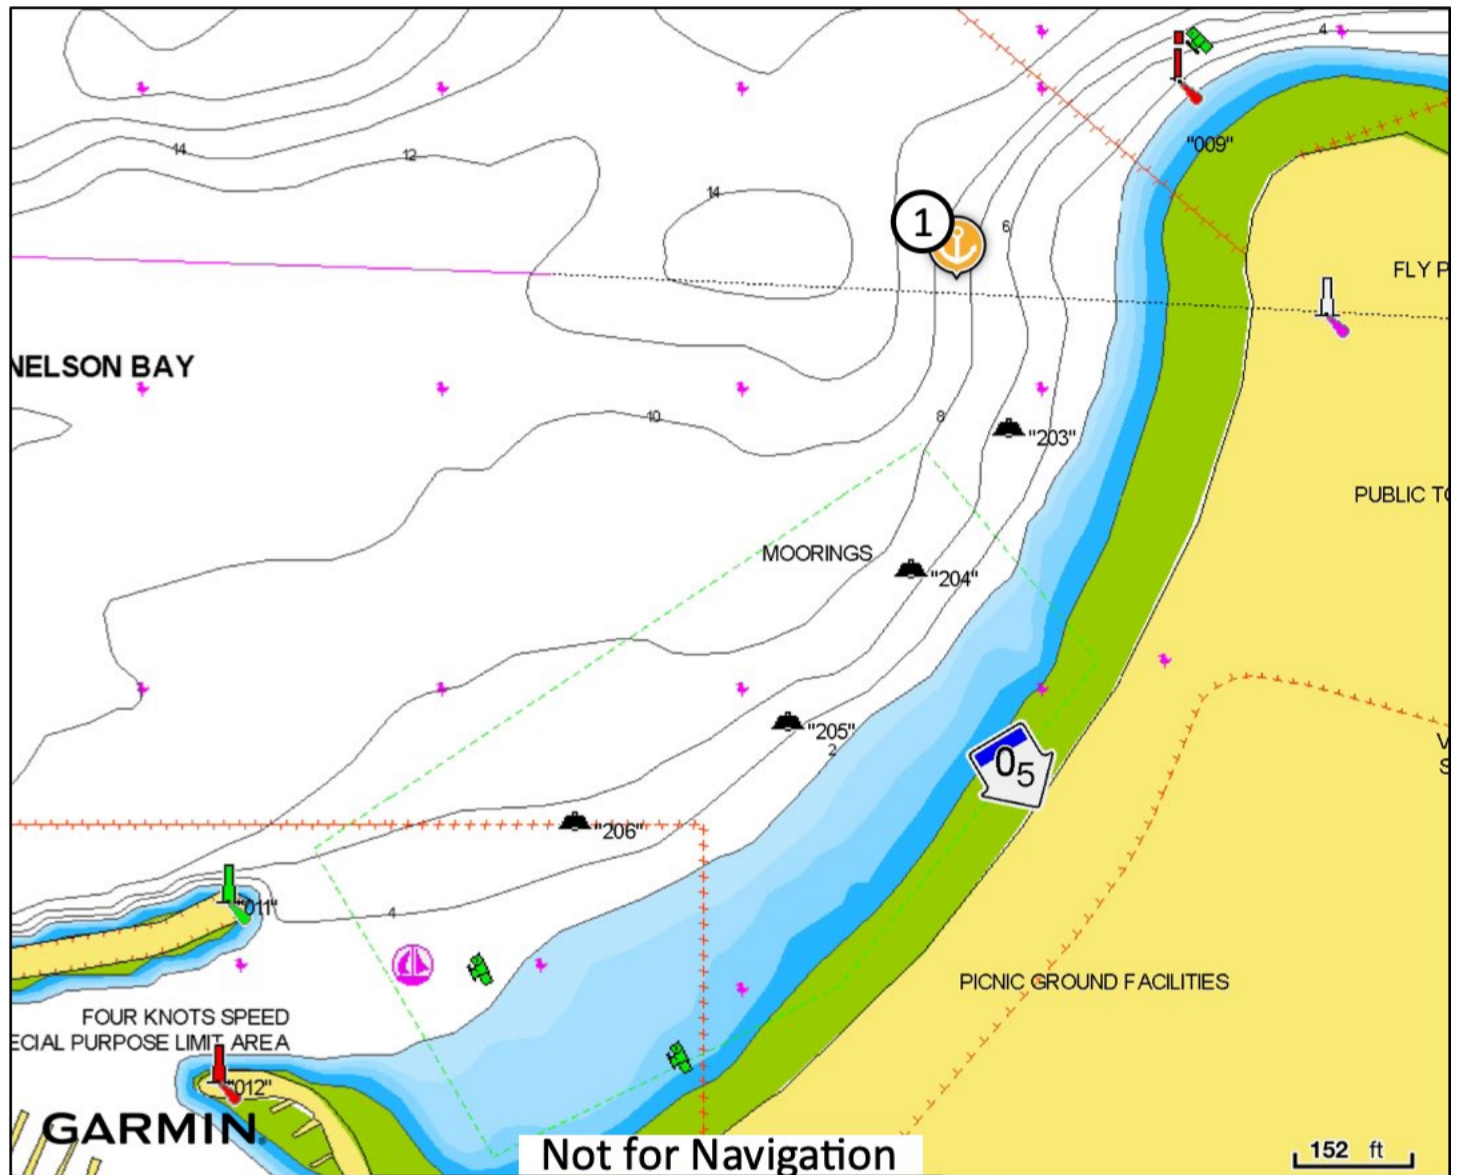 4
"009"
14
12
14
1
6
FLY P
NELSON BAY
10
8
"203"
PUBLIC TO
MOORINGS
"204"
"205"
2
V
S
05
"206"
"011"
4
PICNIC GROUND FACILITIES
FOUR KNOTS SPEED
ECIAL PURPOSE LIMIT AREA
"012"
GARMIN®
Not for Navigation
152 ft